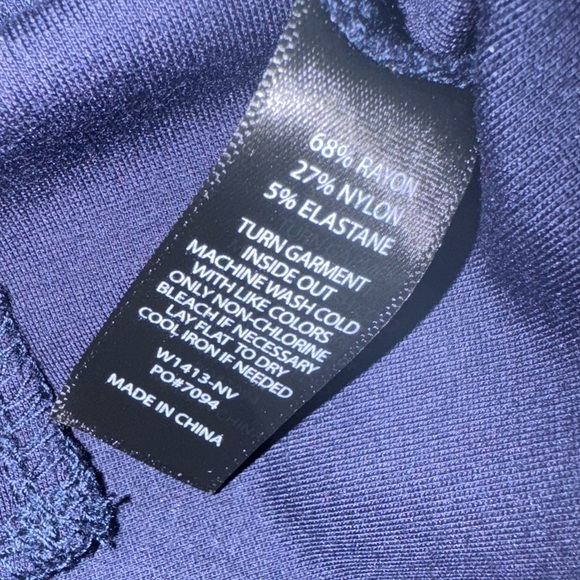 68% RAYON
27% NYLON
5% ELASTANE
TURN GARMENT
INSIDE OUT
MACHINE WASH COLD
WITH LIKE COLORS
ONLY NON-CHLORINE
BLEACH IF NECESSARY
LAY FLAT TO DRY
COOL IRON IF NEEDED
W1413-NV
PO#7094
MADE IN CHINA